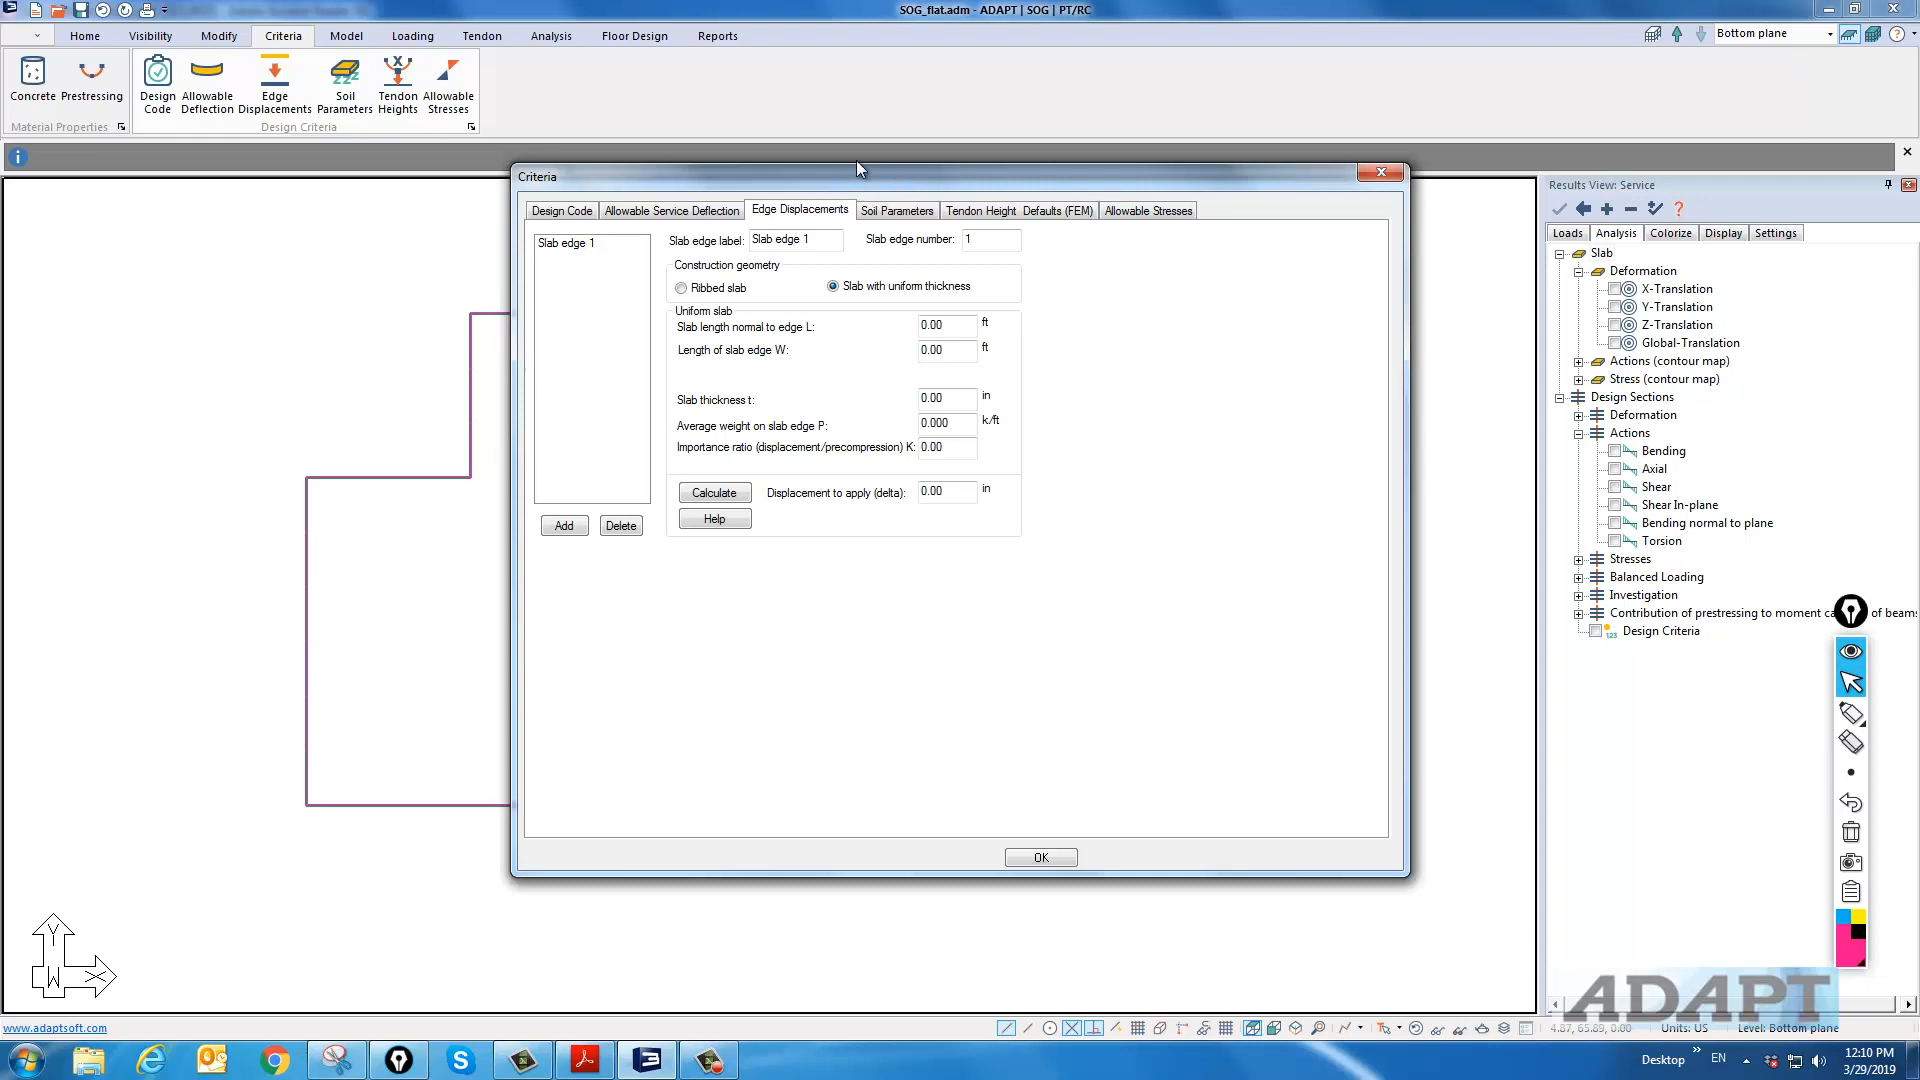 SOG_flat.adm - ADAPT | SOG | PT/RC
Home Visibility Modify Criteria Model Loading Tendon Analysis Floor Design Reports
Bottom plane
Concrete Prestressing
Design Code
Allowable Deflection
Edge Displacements
Soil Parameters
Tendon Heights
Allowable Stresses
Material Properties
Design Criteria
Criteria
Design Code Allowable Service Deflection Edge Displacements Soil Parameters Tendon Height Defaults (FEM) Allowable Stresses
Slab edge 1
Slab edge label: Slab edge 1 Slab edge number: 1
Construction geometry
Ribbed slab Slab with uniform thickness
Uniform slab
Slab length normal to edge L: 0.00 ft
Length of slab edge W: 0.00 ft
Slab thickness t: 0.00 in
Average weight on slab edge P: 0.000 k/ft
Importance ratio (displacement/precompression) K: 0.00
Calculate Displacement to apply (delta): 0.00 in
Help
Add Delete
OK
Results View: Service
Loads Analysis Colorize Display Settings
Slab
Deformation
X-Translation
Y-Translation
Z-Translation
Global-Translation
Actions (contour map)
Stress (contour map)
Design Sections
Deformation
Actions
Bending
Axial
Shear
Shear In-plane
Bending normal to plane
Torsion
Stresses
Balanced Loading
Investigation
Contribution of prestressing to moment ca of beams
Design Criteria
Y
W X
ADAPT
www.adaptsoft.com
4.87, 65.89, 0.00 Units: US Level: Bottom plane
Desktop EN
12:10 PM
3/29/2019